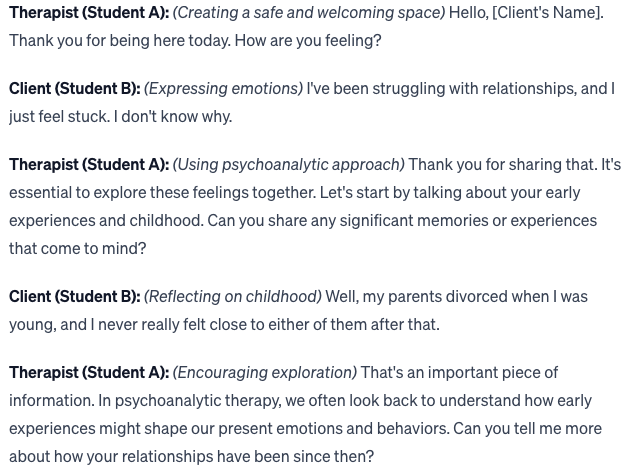 Therapist (Student A): (Creating a safe and welcoming space) Hello, [Client's Name].
Thank you for being here today. How are you feeling?
Client (Student B): (Expressing emotions) I've been struggling with relationships, and I
just feel stuck. I don't know why.
Therapist (Student A): (Using psychoanalytic approach) Thank you for sharing that. It's
essential to explore these feelings together. Let's start by talking about your early
experiences and childhood. Can you share any significant memories or experiences
that come to mind?
Client (Student B): (Reflecting on childhood) Well, my parents divorced when I was
young, and I never really felt close to either of them after that.
Therapist (Student A): (Encouraging exploration) That's an important piece of
information. In psychoanalytic therapy, we often look back to understand how early
experiences might shape our present emotions and behaviors. Can you tell me more
about how your relationships have been since then?